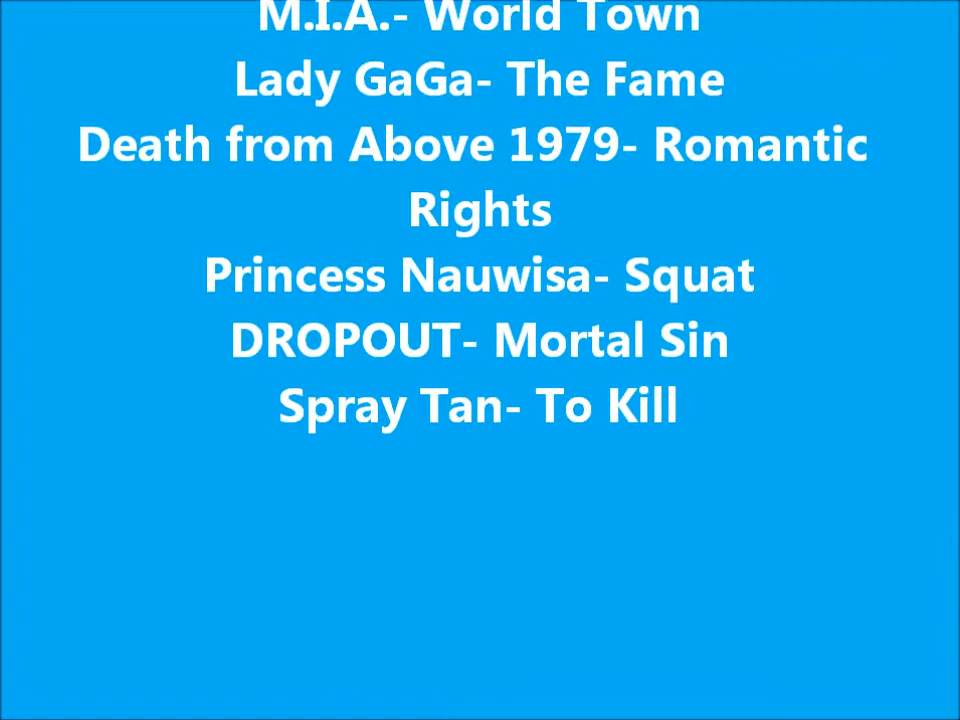 M.I.A.- World Town
Lady GaGa- The Fame
Death from Above 1979- Romantic
Rights
Princess Nauwisa- Squat
DROPOUT- Mortal Sin
Spray Tan- To Kill